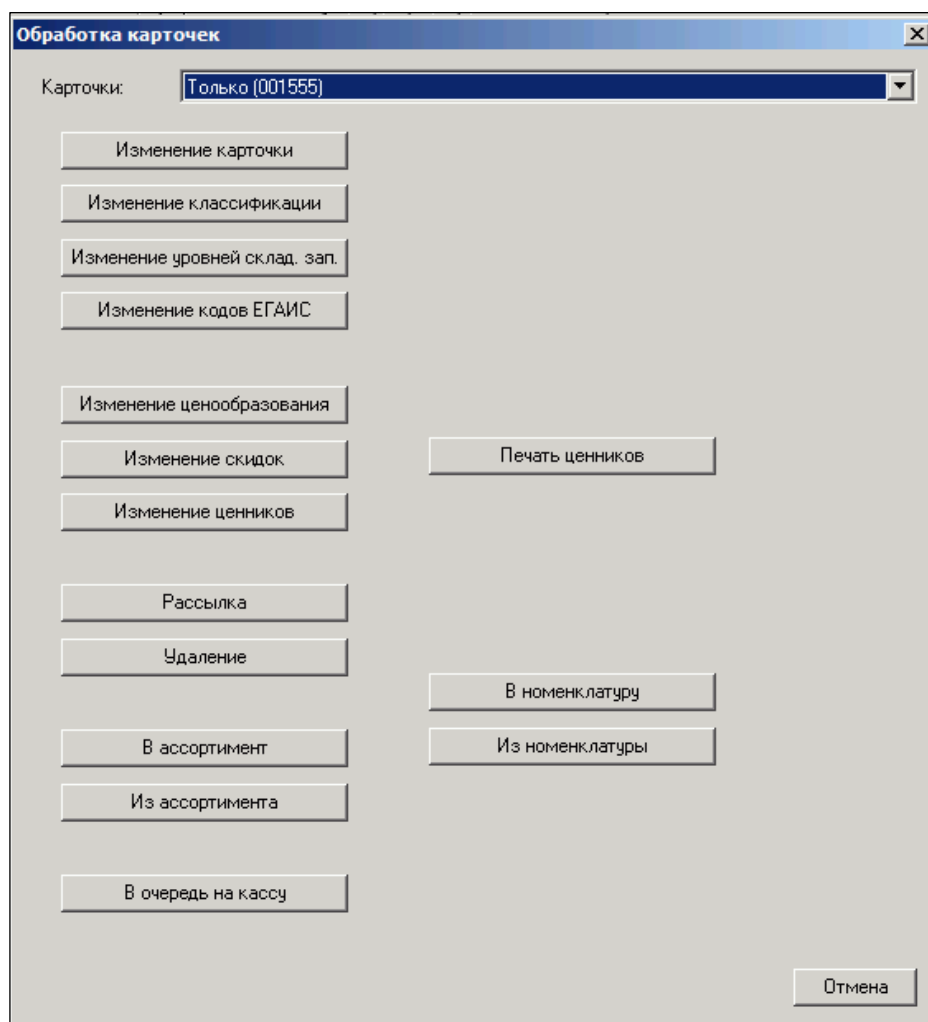 Обработка карточек
Карточки: Только (001555)
Изменение карточки
Изменение классификации
Изменение уровней склад. зап.
Изменение кодов ЕГАИС
Изменение ценообразования
Изменение скидок
Печать ценников
Изменение ценников
Рассылка
Удаление
В номенклатуру
В ассортимент
Из номенклатуры
Из ассортимента
В очередь на кассу
Отмена